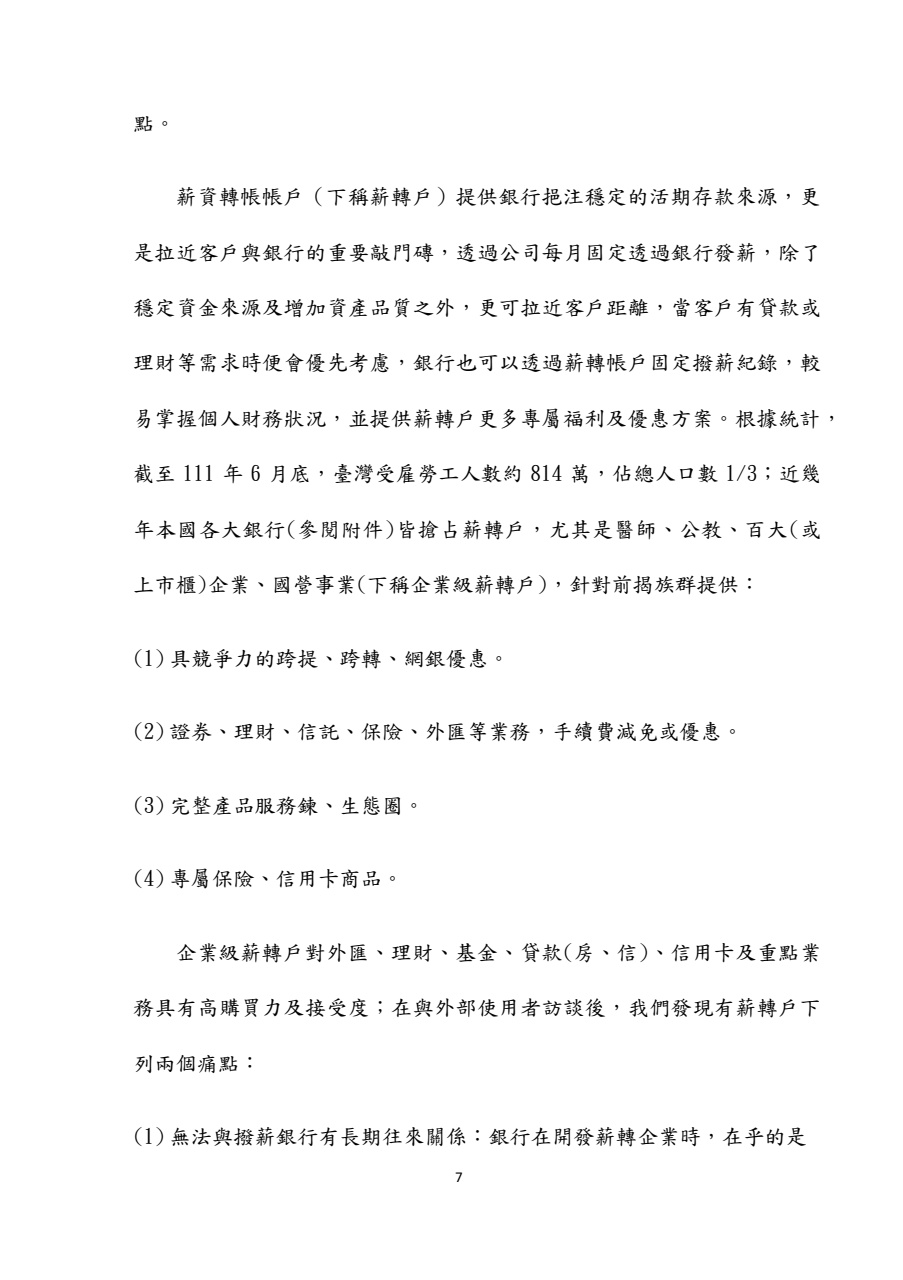 點。
薪資轉帳帳戶（下稱薪轉戶）提供銀行挹注穩定的活期存款來源，更
是拉近客戶與銀行的重要敲門磚，透過公司每月固定透過銀行發薪，除了
穩定資金來源及增加資產品質之外，更可拉近客戶距離，當客戶有貸款或
理財等需求時便會優先考慮，銀行也可以透過薪轉帳戶固定撥薪紀錄，較
易掌握個人財務狀況，並提供薪轉戶更多專屬福利及優惠方案。根據統計，
截至 111 年 6 月底，臺灣受雇勞工人數約 814 萬，佔總人口數 1/3；近幾
年本國各大銀行(參閱附件)皆搶占薪轉戶，尤其是醫師、公教、百大(或
上市櫃)企業、國營事業(下稱企業級薪轉戶)，針對前揭族群提供：
(1)具競爭力的跨提、跨轉、網銀優惠。
(2)證券、理財、信託、保險、外匯等業務，手續費減免或優惠。
(3)完整產品服務鍊、生態圈。
(4)專屬保險、信用卡商品。
企業級薪轉戶對外匯、理財、基金、貸款(房、信)、信用卡及重點業
務具有高購買力及接受度；在與外部使用者訪談後，我們發現有薪轉戶下
列兩個痛點：
(1)無法與撥薪銀行有長期往來關係：銀行在開發薪轉企業時，在乎的是
7